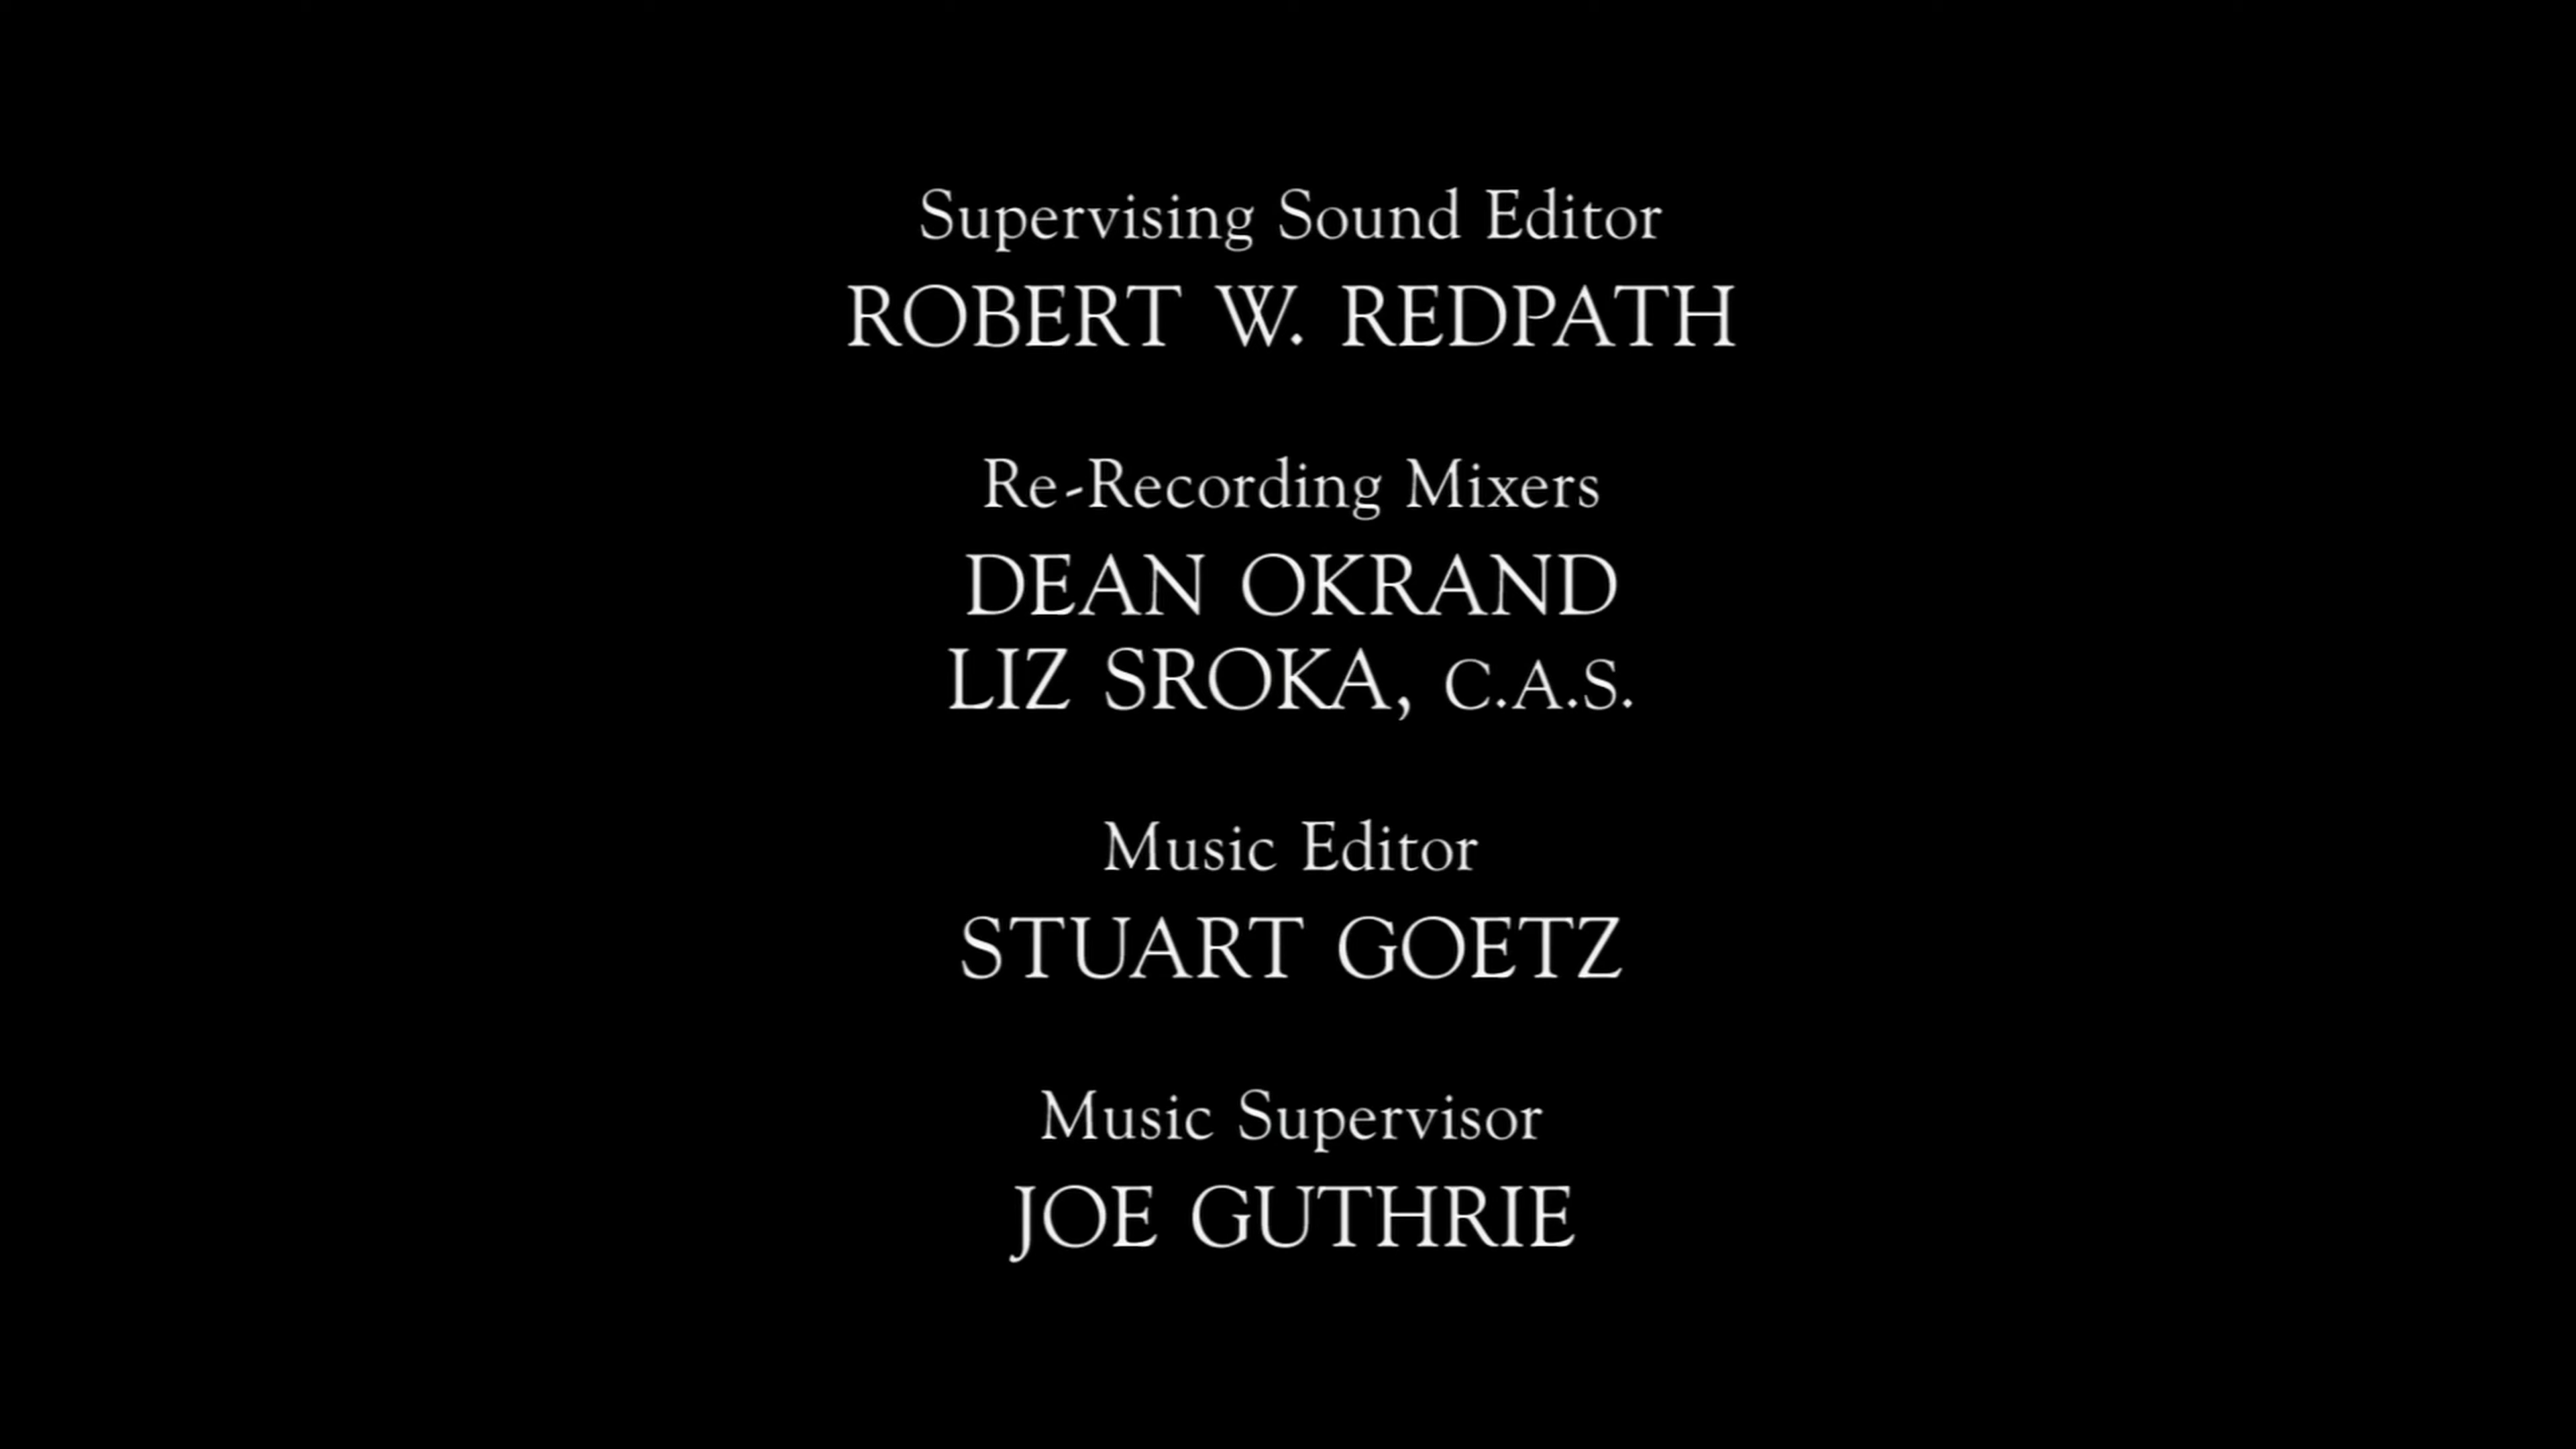 Supervising Sound Editor
ROBERT W. REDPATH
Re-Recording Mixers
DEAN OKRAND
LIZ SROKA, C.A.S.
Music Editor
STUART GOETZ
Music Supervisor
JOE GUTHRIE